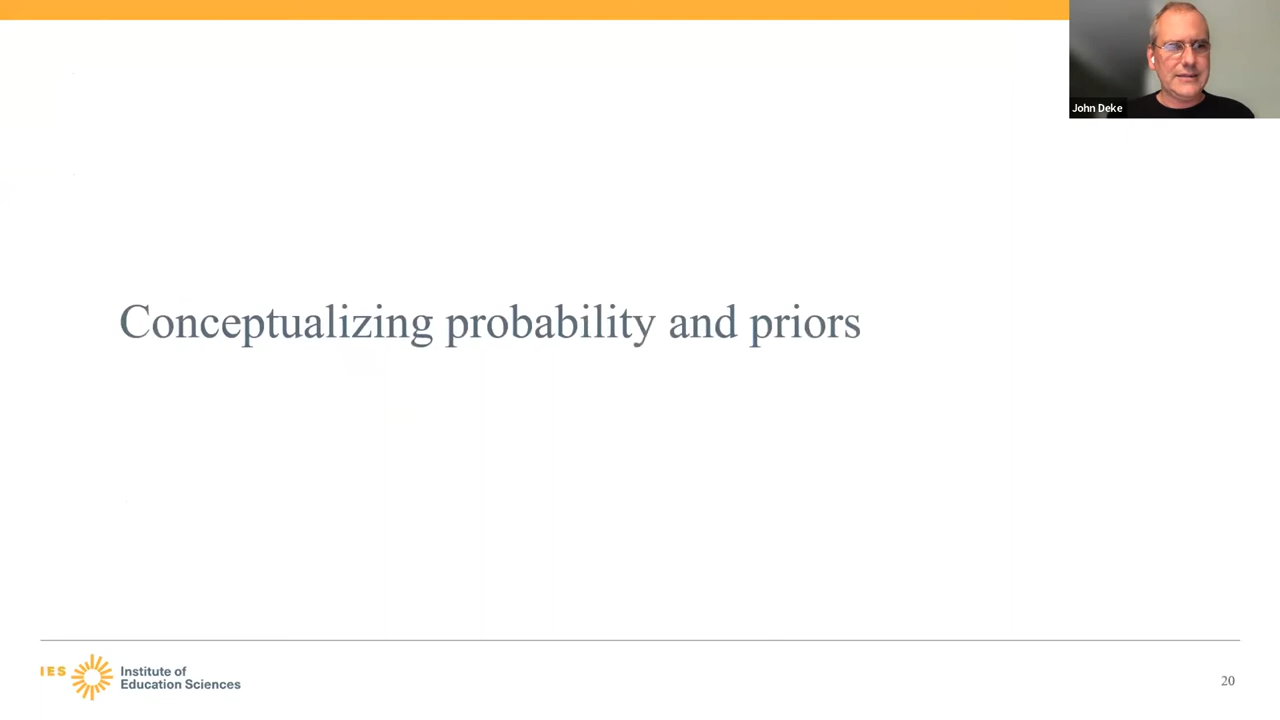 John Deke
Conceptualizing probability and priors
IES
Institute of
Education Sciences
20